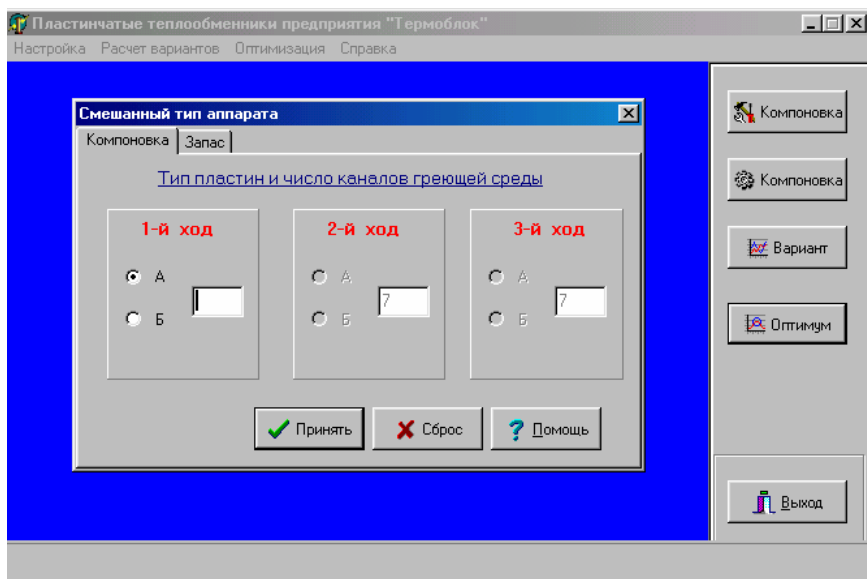 Пластинчатые теплообменники предприятия "Термоблок"
Настройка Расчет вариантов Оптимизация Справка
Смешанный тип аппарата
Компоновка Запас
Тип пластин и число каналов греющей среды
1-й ход 2-й ход 3-й ход
А А А
7 7
Б Б Б
Принять Сброс Помощь
Компоновка
Компоновка
Вариант
Оптимум
Выход